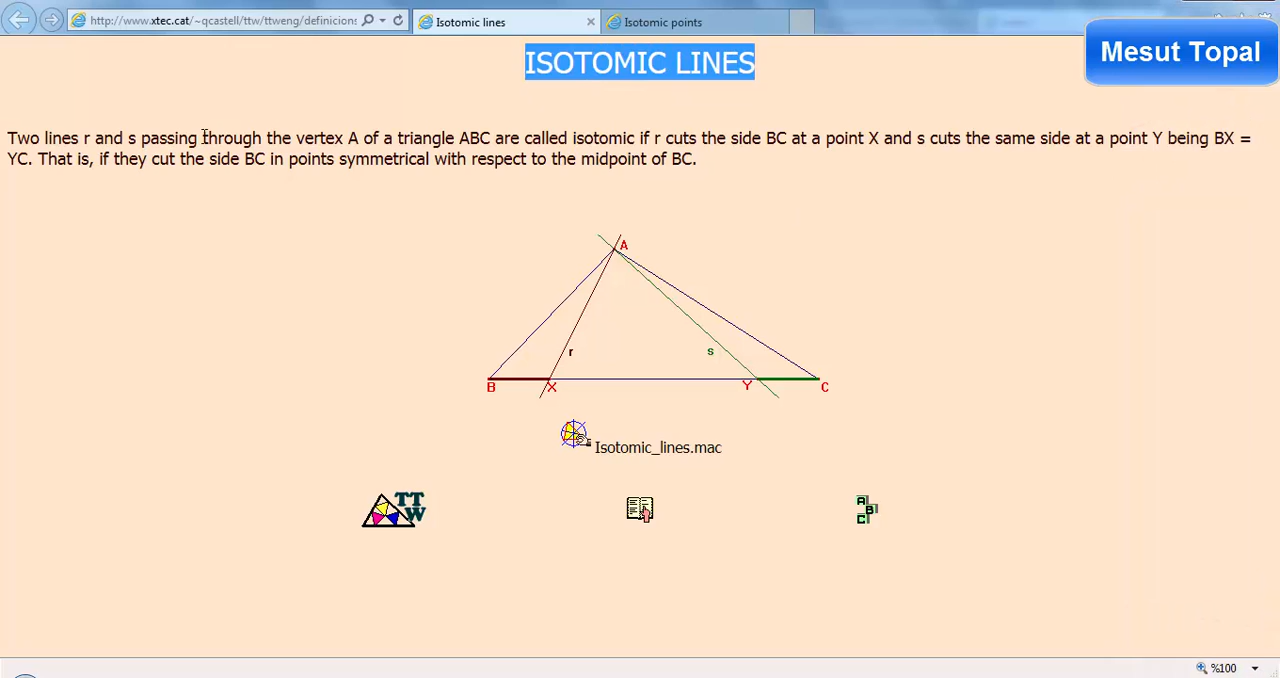 http://www.xtec.cat/~qcastell/ttw/ttweng/definicions
Isotomic lines
Isotomic points
Mesut Topal
ISOTOMIC LINES
Two lines r and s passing through the vertex A of a triangle ABC are called isotomic if r cuts the side BC at a point X and s cuts the same side at a point Y being BX =
YC. That is, if they cut the side BC in points symmetrical with respect to the midpoint of BC.
A
r
s
B
X
Y
C
Isotomic_lines.mac
TT
W
A
B
C
%100